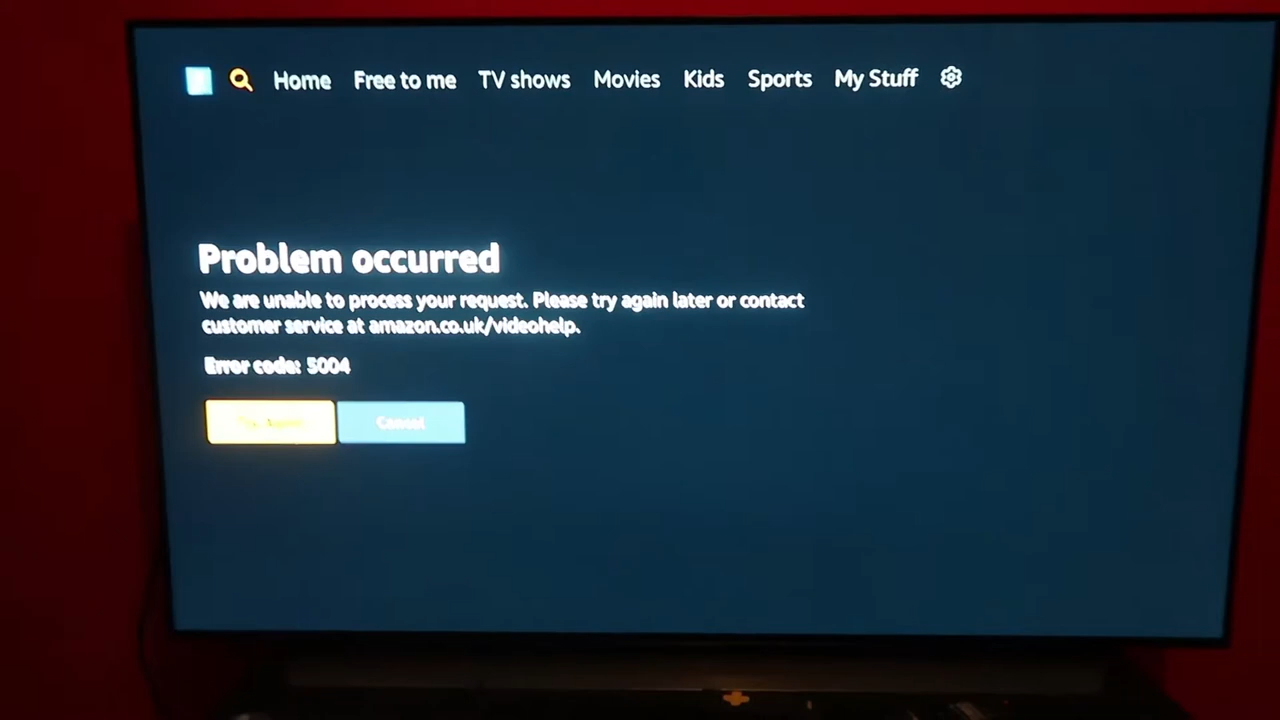 Home Free to me TV shows Movies Kids Sports My Stuff
Problem occurred
We are unable to process your request. Please try again later or contact
customer service at amazon.co.uk/videohelp.
Error code: 5004
Cancel